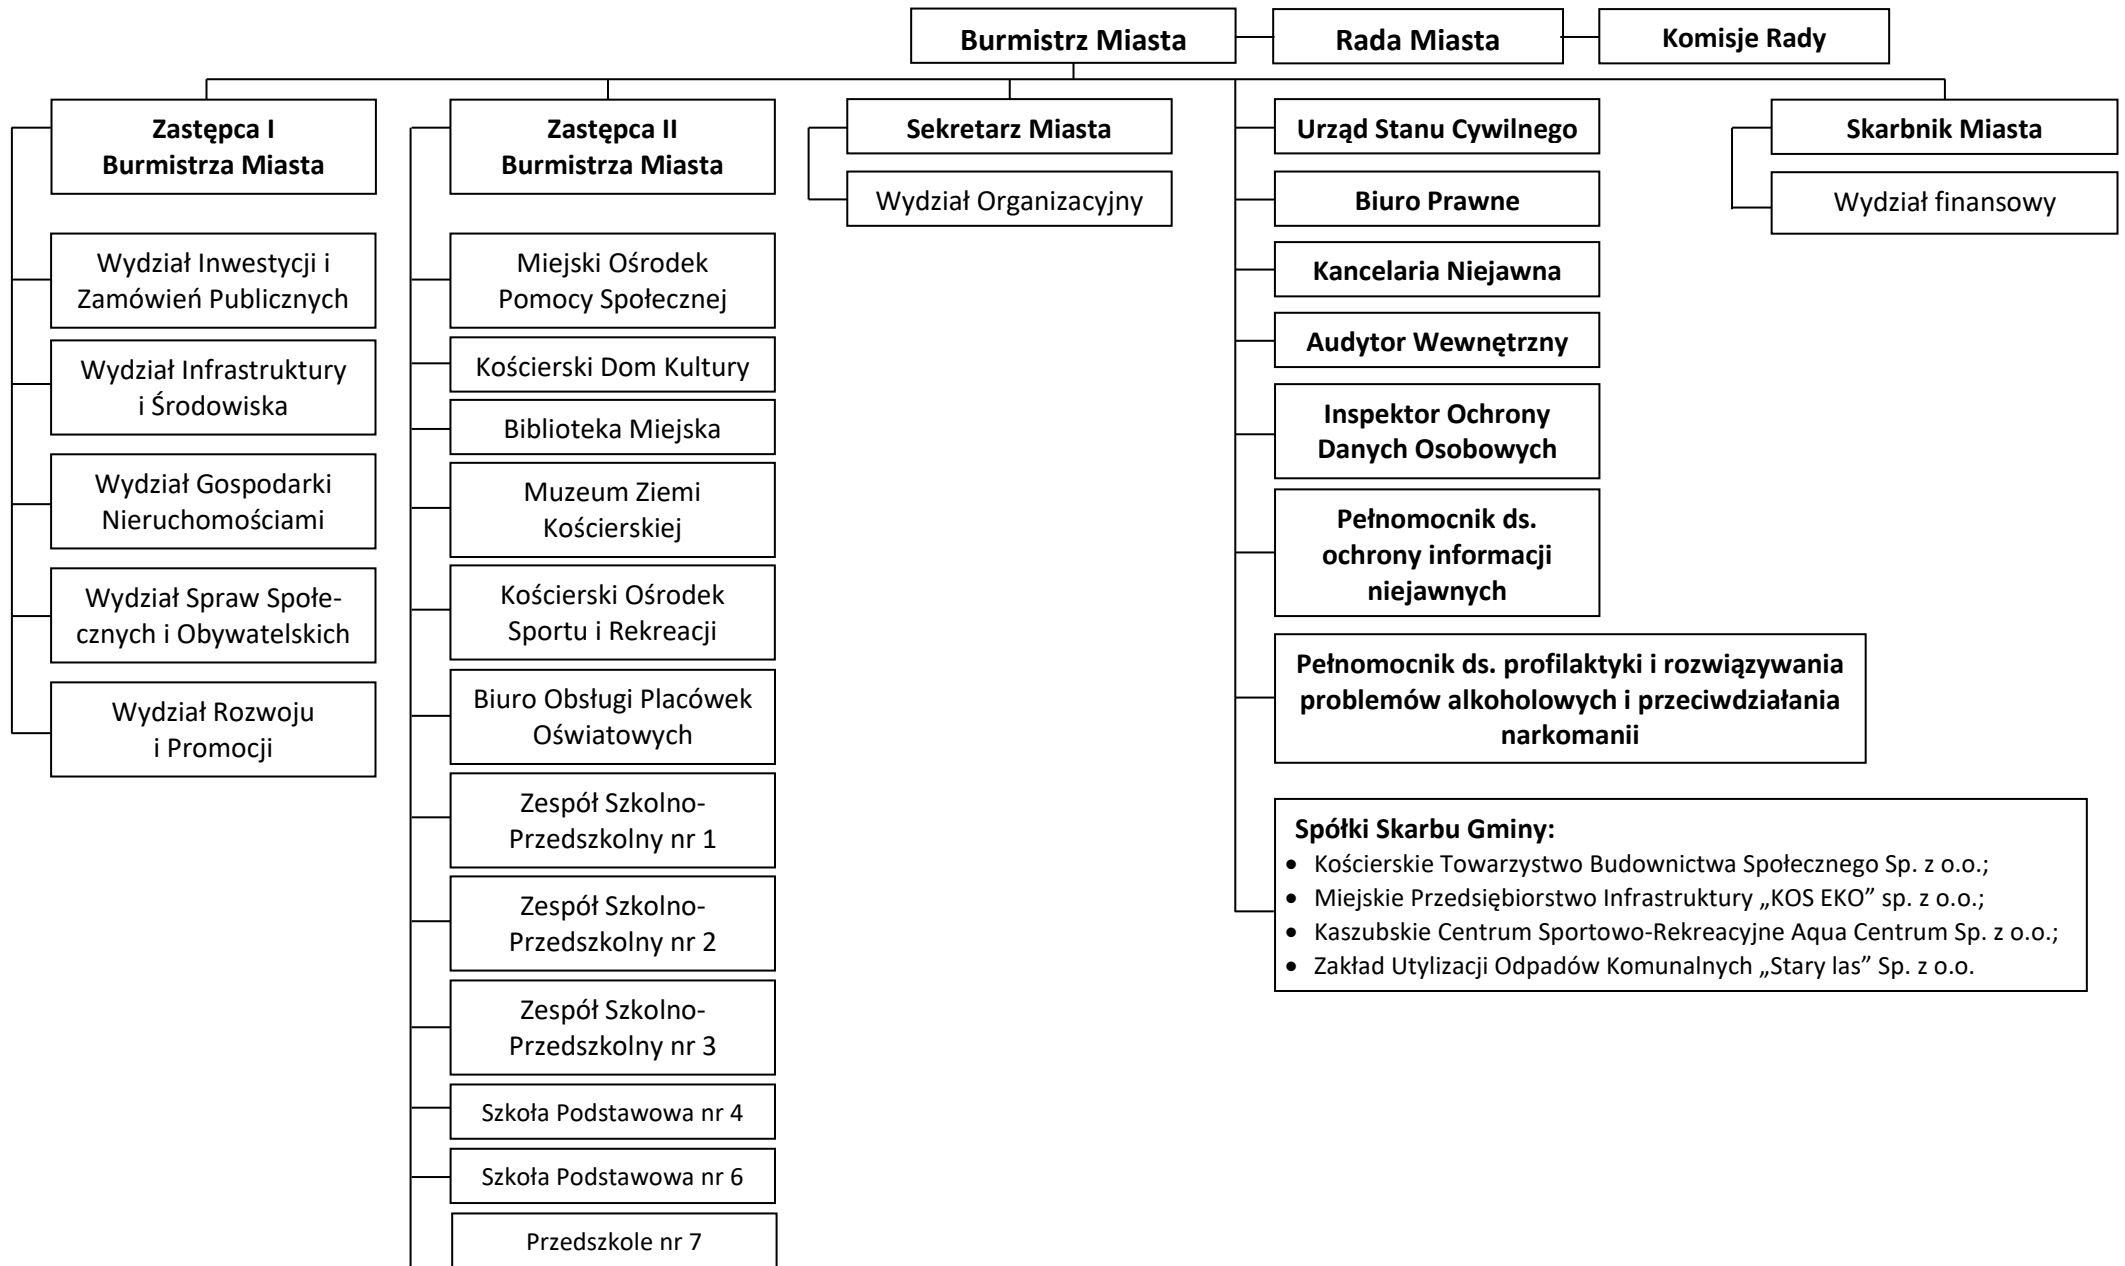 Burmistrz Miasta
Rada Miasta
Komisje Rady
Zastępca I
Burmistrza Miasta
Wydział Inwestycji i
Zamówień Publicznych
Wydział Infrastruktury
i Środowiska
Wydział Gospodarki
Nieruchomościami
Wydział Spraw Społe-
cznych i Obywatelskich
Wydział Rozwoju
i Promocji
Zastępca II
Burmistrza Miasta
Miejski Ośrodek
Pomocy Społecznej
Kościerski Dom Kultury
Biblioteka Miejska
Muzeum Ziemi
Kościerskiej
Kościerski Ośrodek
Sportu i Rekreacji
Biuro Obsługi Placówek
Oświatowych
Zespół Szkolno-
Przedszkolny nr 1
Zespół Szkolno-
Przedszkolny nr 2
Zespół Szkolno-
Przedszkolny nr 3
Szkoła Podstawowa nr 4
Szkoła Podstawowa nr 6
Przedszkole nr 7
Sekretarz Miasta
Wydział Organizacyjny
Urząd Stanu Cywilnego
Biuro Prawne
Kancelaria Niejawna
Audytor Wewnętrzny
Inspektor Ochrony
Danych Osobowych
Pełnomocnik ds.
ochrony informacji
niejawnych
Pełnomocnik ds. profilaktyki i rozwiązywania
problemów alkoholowych i przeciwdziałania
narkomanii
Spółki Skarbu Gminy:
• Kościerskie Towarzystwo Budownictwa Społecznego Sp. z o.o.;
• Miejskie Przedsiębiorstwo Infrastruktury „KOS EKO” sp. z o.o.;
• Kaszubskie Centrum Sportowo-Rekreacyjne Aqua Centrum Sp. z o.o.;
• Zakład Utylizacji Odpadów Komunalnych „Stary las” Sp. z o.o.
Skarbnik Miasta
Wydział finansowy